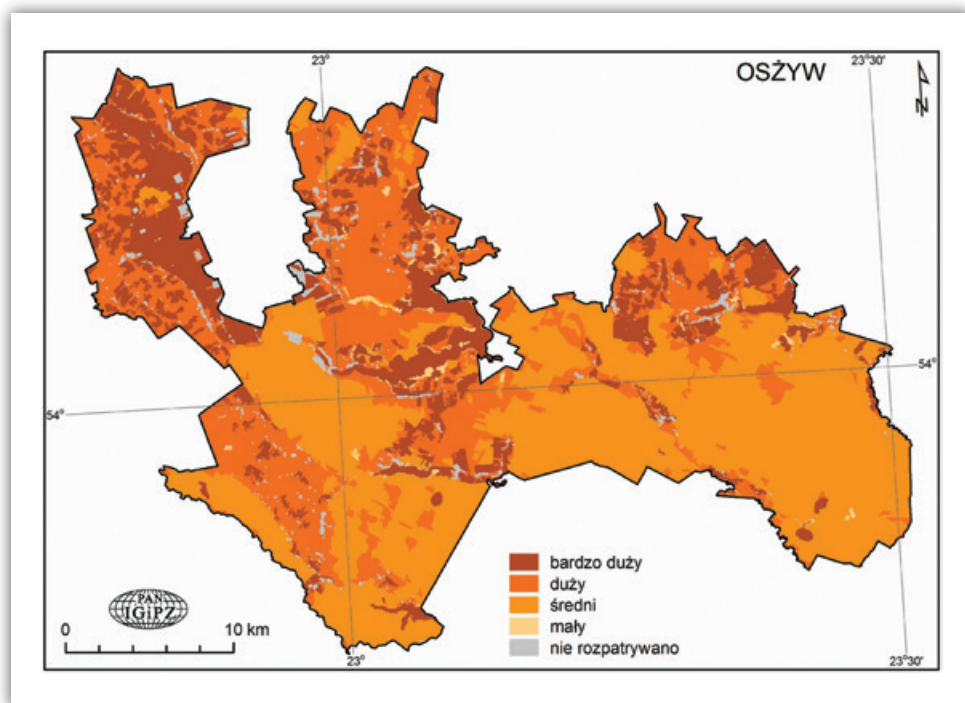 23°
OSŻYW
23°30'
N
54°
54°
bardzo duży
duży
średni
mały
nie rozpatrywano
PAN
IGiPZ
0
10 km
23°
23°30'